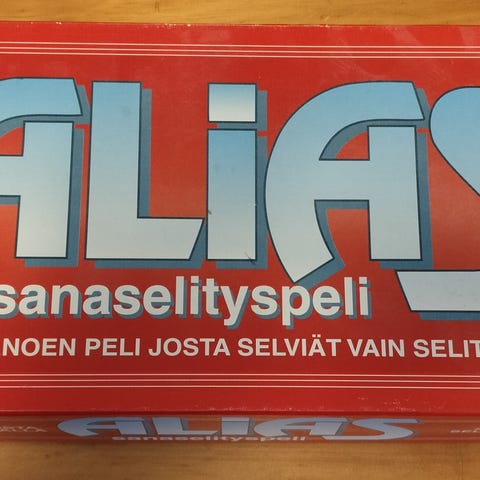 ALiAS
sanaselityspeli
NOEN PELI JOSTA SELVIÄT VAIN SELIT
ALiAS
sanaselityspeli